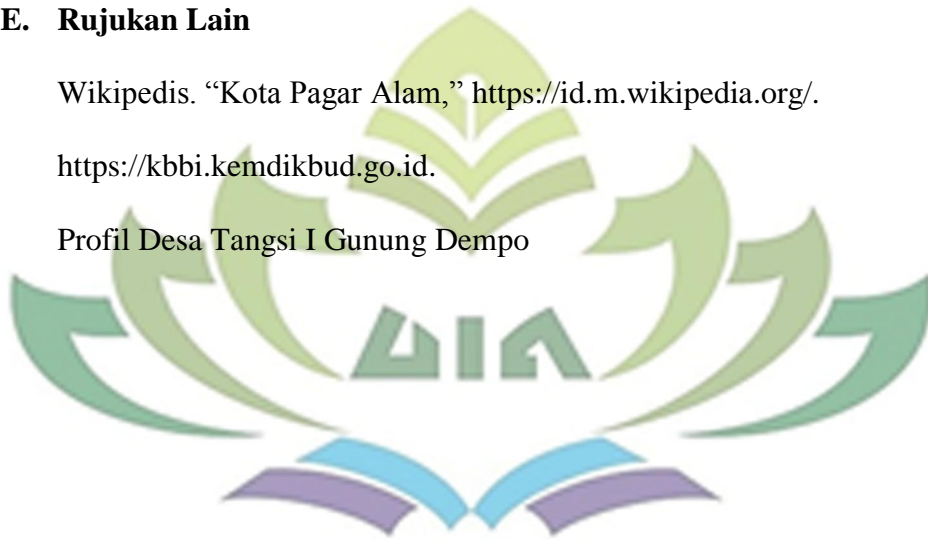 E. Rujukan Lain
Wikipedis. “Kota Pagar Alam,” https://id.m.wikipedia.org/.
https://kbbi.kemdikbud.go.id.
Profil Desa Tangsi I Gunung Dempo
UIN